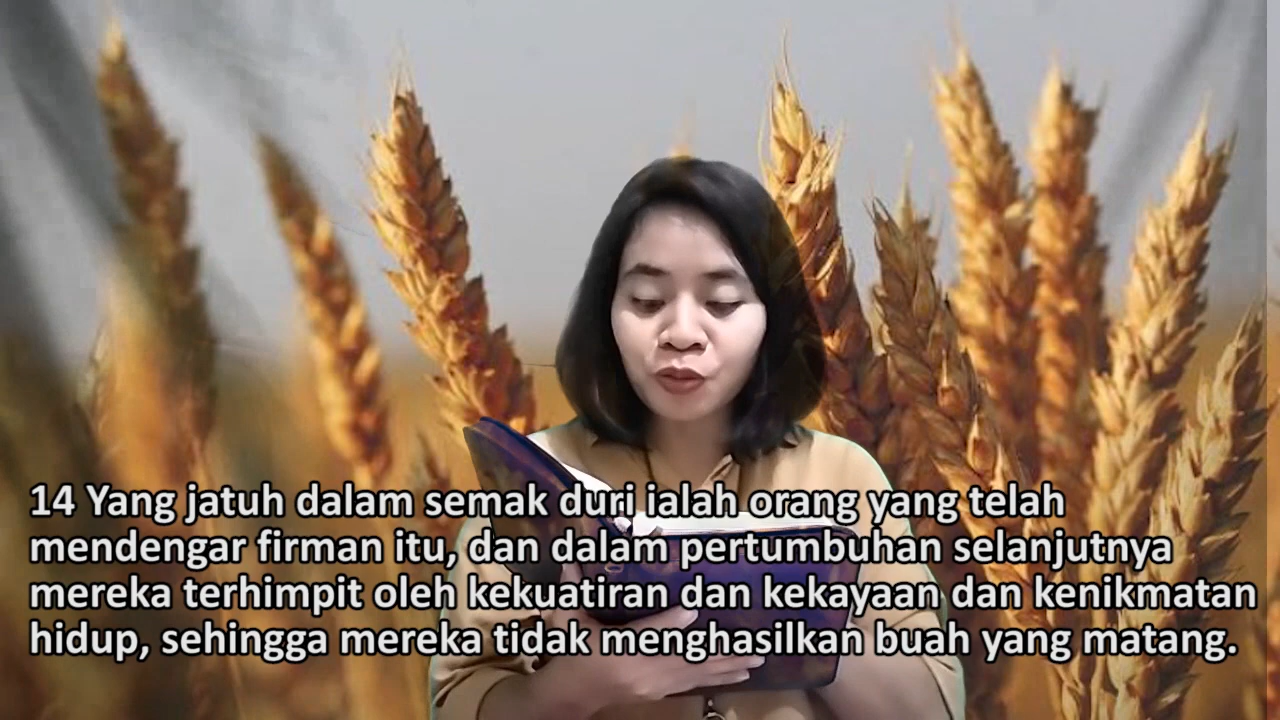 14 Yang jatuh dalam semak duri ialah orang yang telah
mendengar firman itu, dan dalam pertumbuhan selanjutnya
mereka terhimpit oleh kekuatiran dan kekayaan dan kenikmatan
hidup, sehingga mereka tidak menghasilkan buah yang matang.